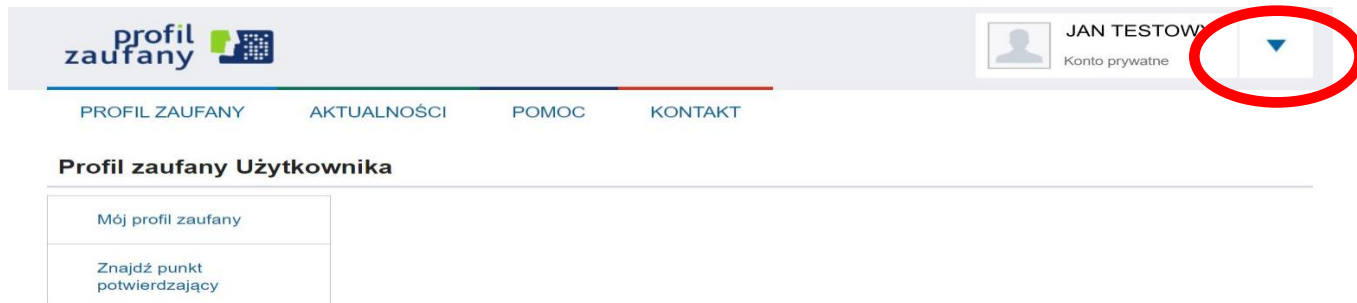 profil
zaufany
JAN TESTOWY
Konto prywatne
PROFIL ZAUFANY AKTUALNOŚCI POMOC KONTAKT
Profil zaufany Użytkownika
Mój profil zaufany
Znajdź punkt
potwierdzający